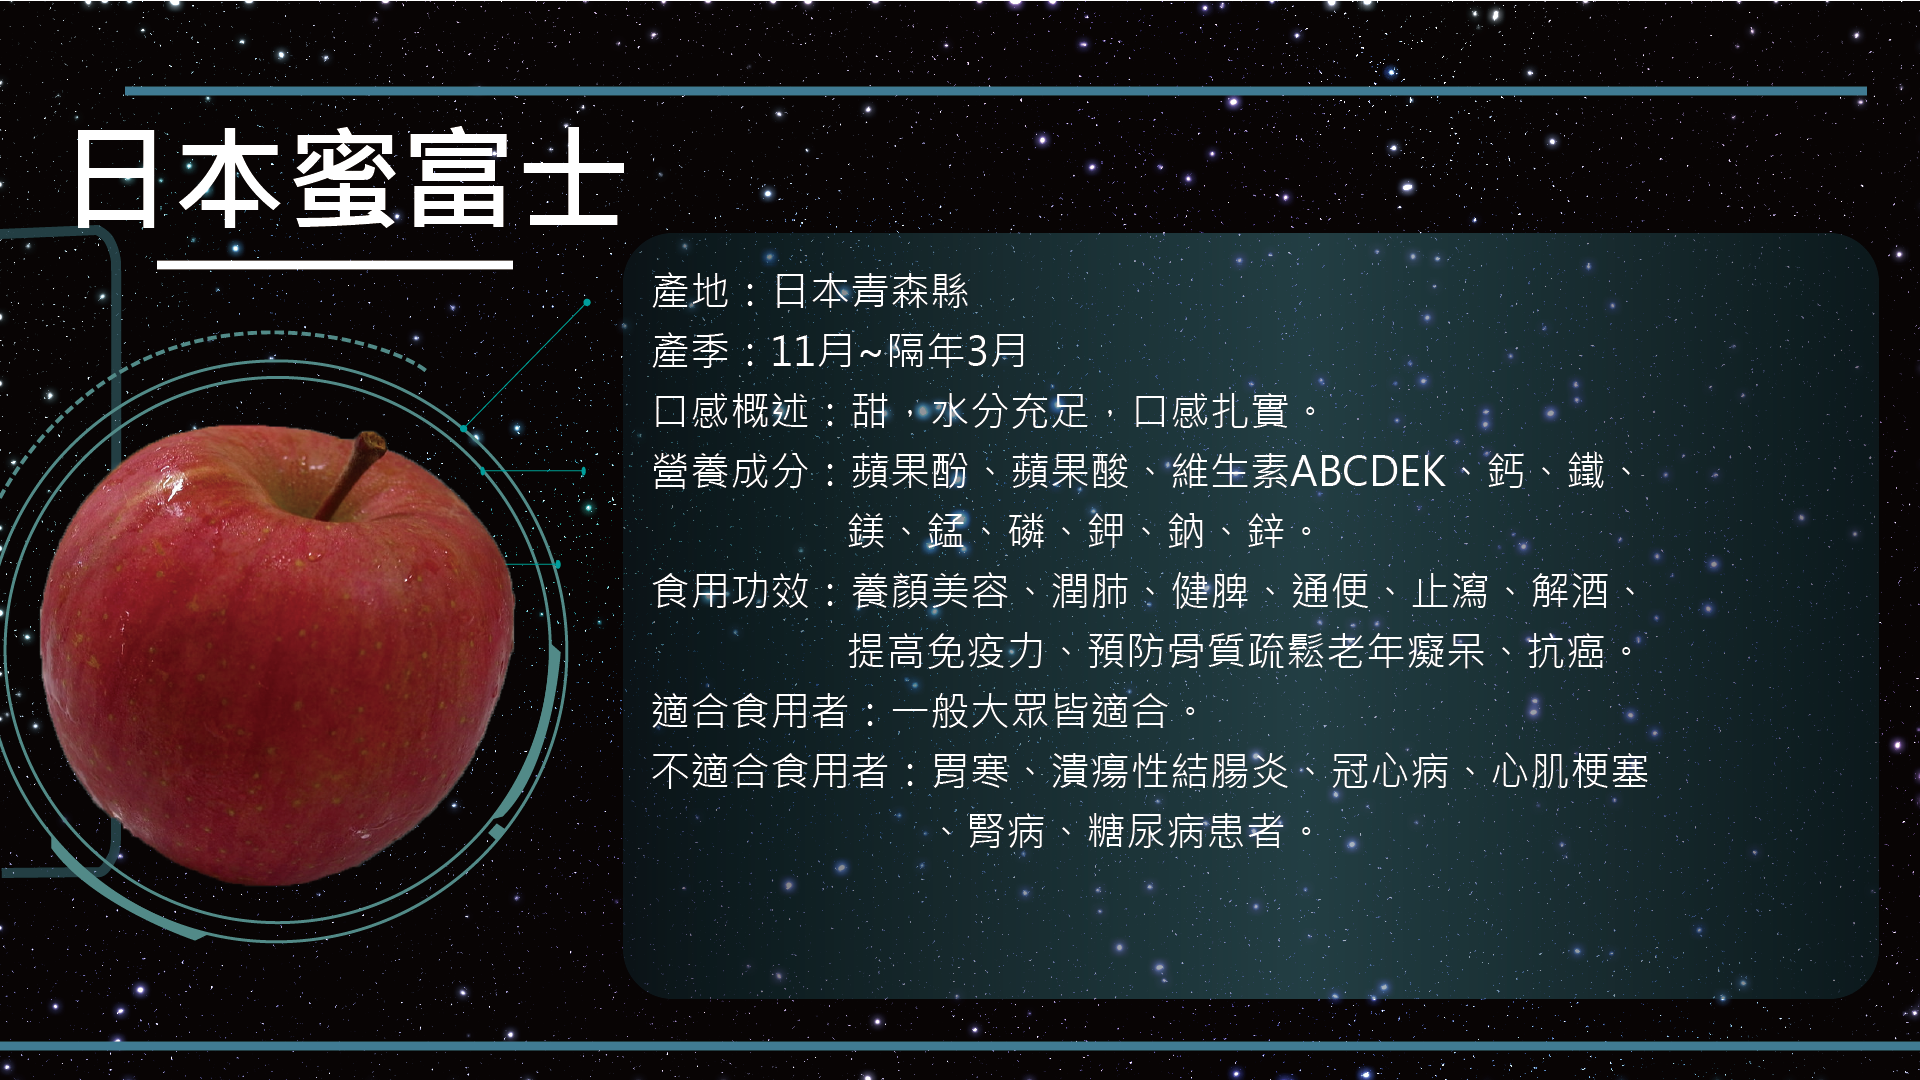 日本蜜富士
產地：日本青森縣
產季：11月~隔年3月
口感概述：甜，水分充足，口感扎實。
營養成分：蘋果酚、蘋果酸、維生素ABCDEK、鈣、鐵、
鎂、錳、磷、鉀、鈉、鋅。
食用功效：養顏美容、潤肺、健脾、通便、止瀉、解酒、
提高免疫力、預防骨質疏鬆老年癡呆、抗癌。
適合食用者：一般大眾皆適合。
不適合食用者：胃寒、潰瘍性結腸炎、冠心病、心肌梗塞
、腎病、糖尿病患者。